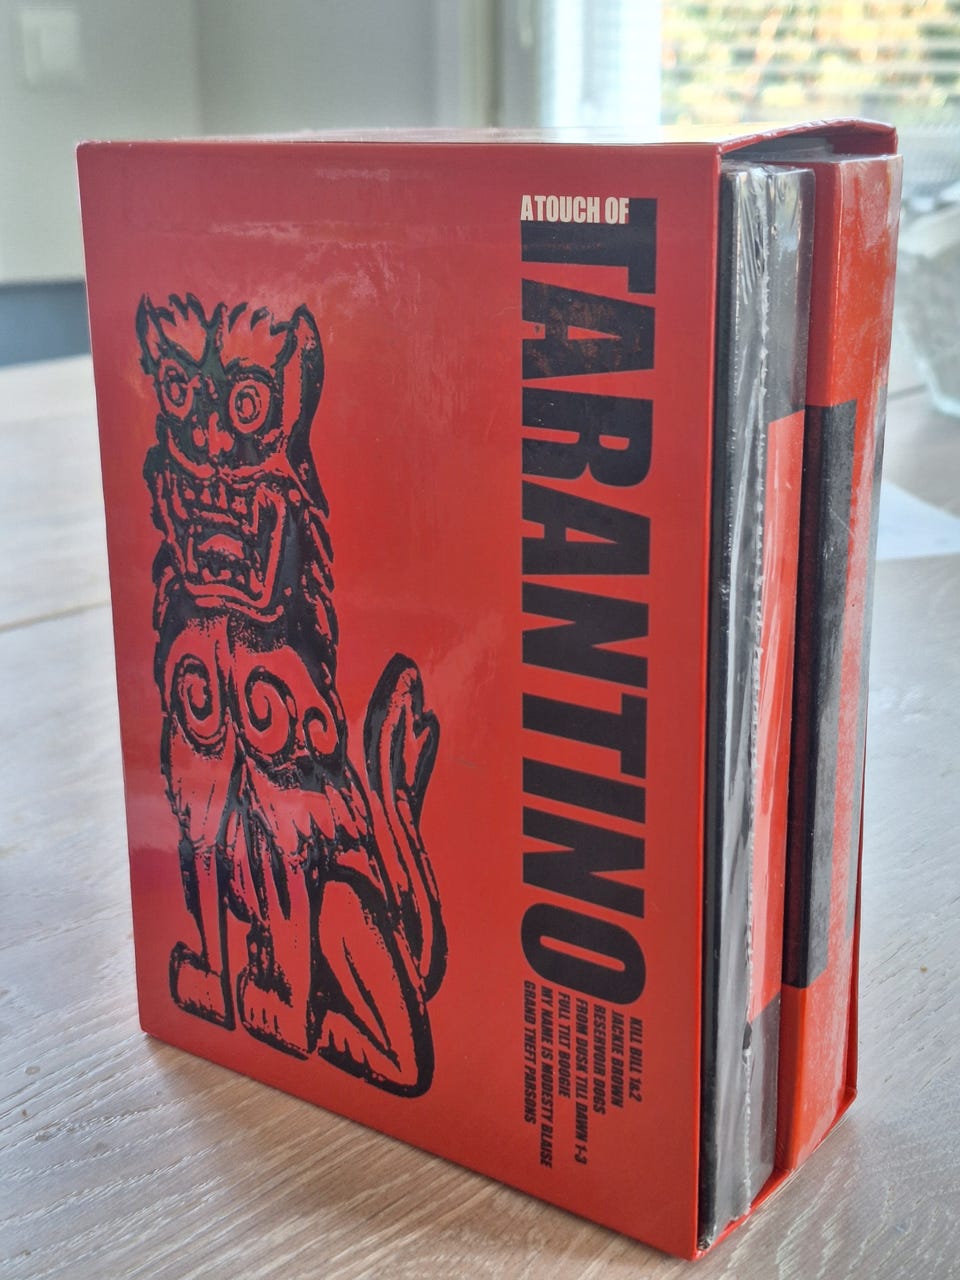 A TOUCH OF
TARANTINO
KILL BILL 1&2
JACKIE BROWN
RESERVOIR DOGS
FROM DUSK TILL DAWN 1-3
FULL TILT BOOGIE
MY NAME IS MODESTY BLAISE
GRAND THEFT PARSONS